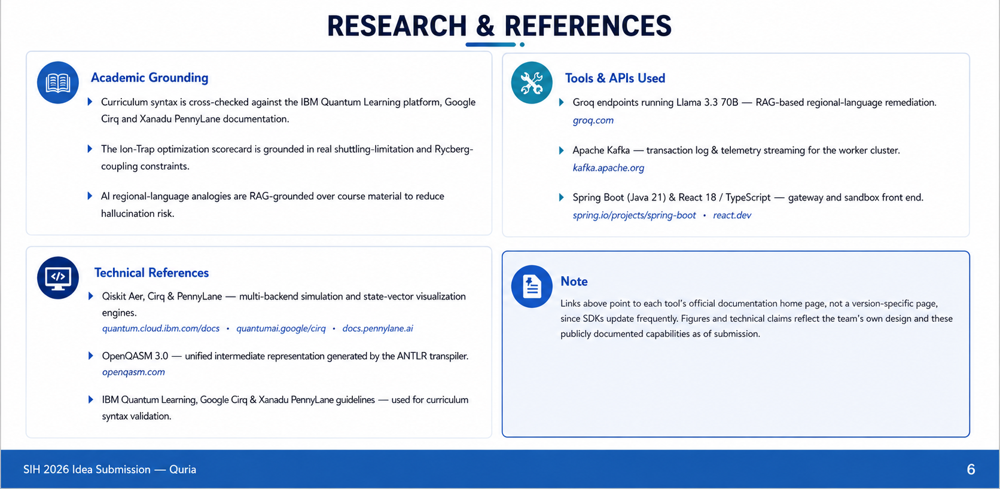 RESEARCH & REFERENCES
Academic Grounding
Curriculum syntax is cross-checked against the IBM Quantum Learning platform, Google
Cirq and Xanadu PennyLane documentation.
The Ion-Trap optimization scorecard is grounded in real shuttling-limitation and Rycberg-
coupling constraints.
AI regional-language analogies are RAG-grounded over course material to reduce
hallucination risk.
Tools & APIs Used
Groq endpoints running Llama 3.3 70B — RAG-based regional-language remediation.
groq.com
Apache Kafka — transaction log & telemetry streaming for the worker cluster.
kafka.apache.org
Spring Boot (Java 21) & React 18 / TypeScript — gateway and sandbox front end.
spring.io/projects/spring-boot • react.dev
Technical References
Qiskit Aer, Cirq & PennyLane — multi-backend simulation and state-vector visualization
engines.
quantum.cloud.ibm.com/docs • quantumai.google/cirq • docs.pennylane.ai
OpenQASM 3.0 — unified intermediate representation generated by the ANTLR transpiler.
openqasm.com
IBM Quantum Learning, Google Cirq & Xanadu PennyLane guidelines — used for curriculum
syntax validation.
Note
Links above point to each tool's official documentation home page, not a version-specific page,
since SDKs update frequently. Figures and technical claims reflect the team's own design and these
publicly documented capabilities as of submission.
SIH 2026 Idea Submission — Quria
6